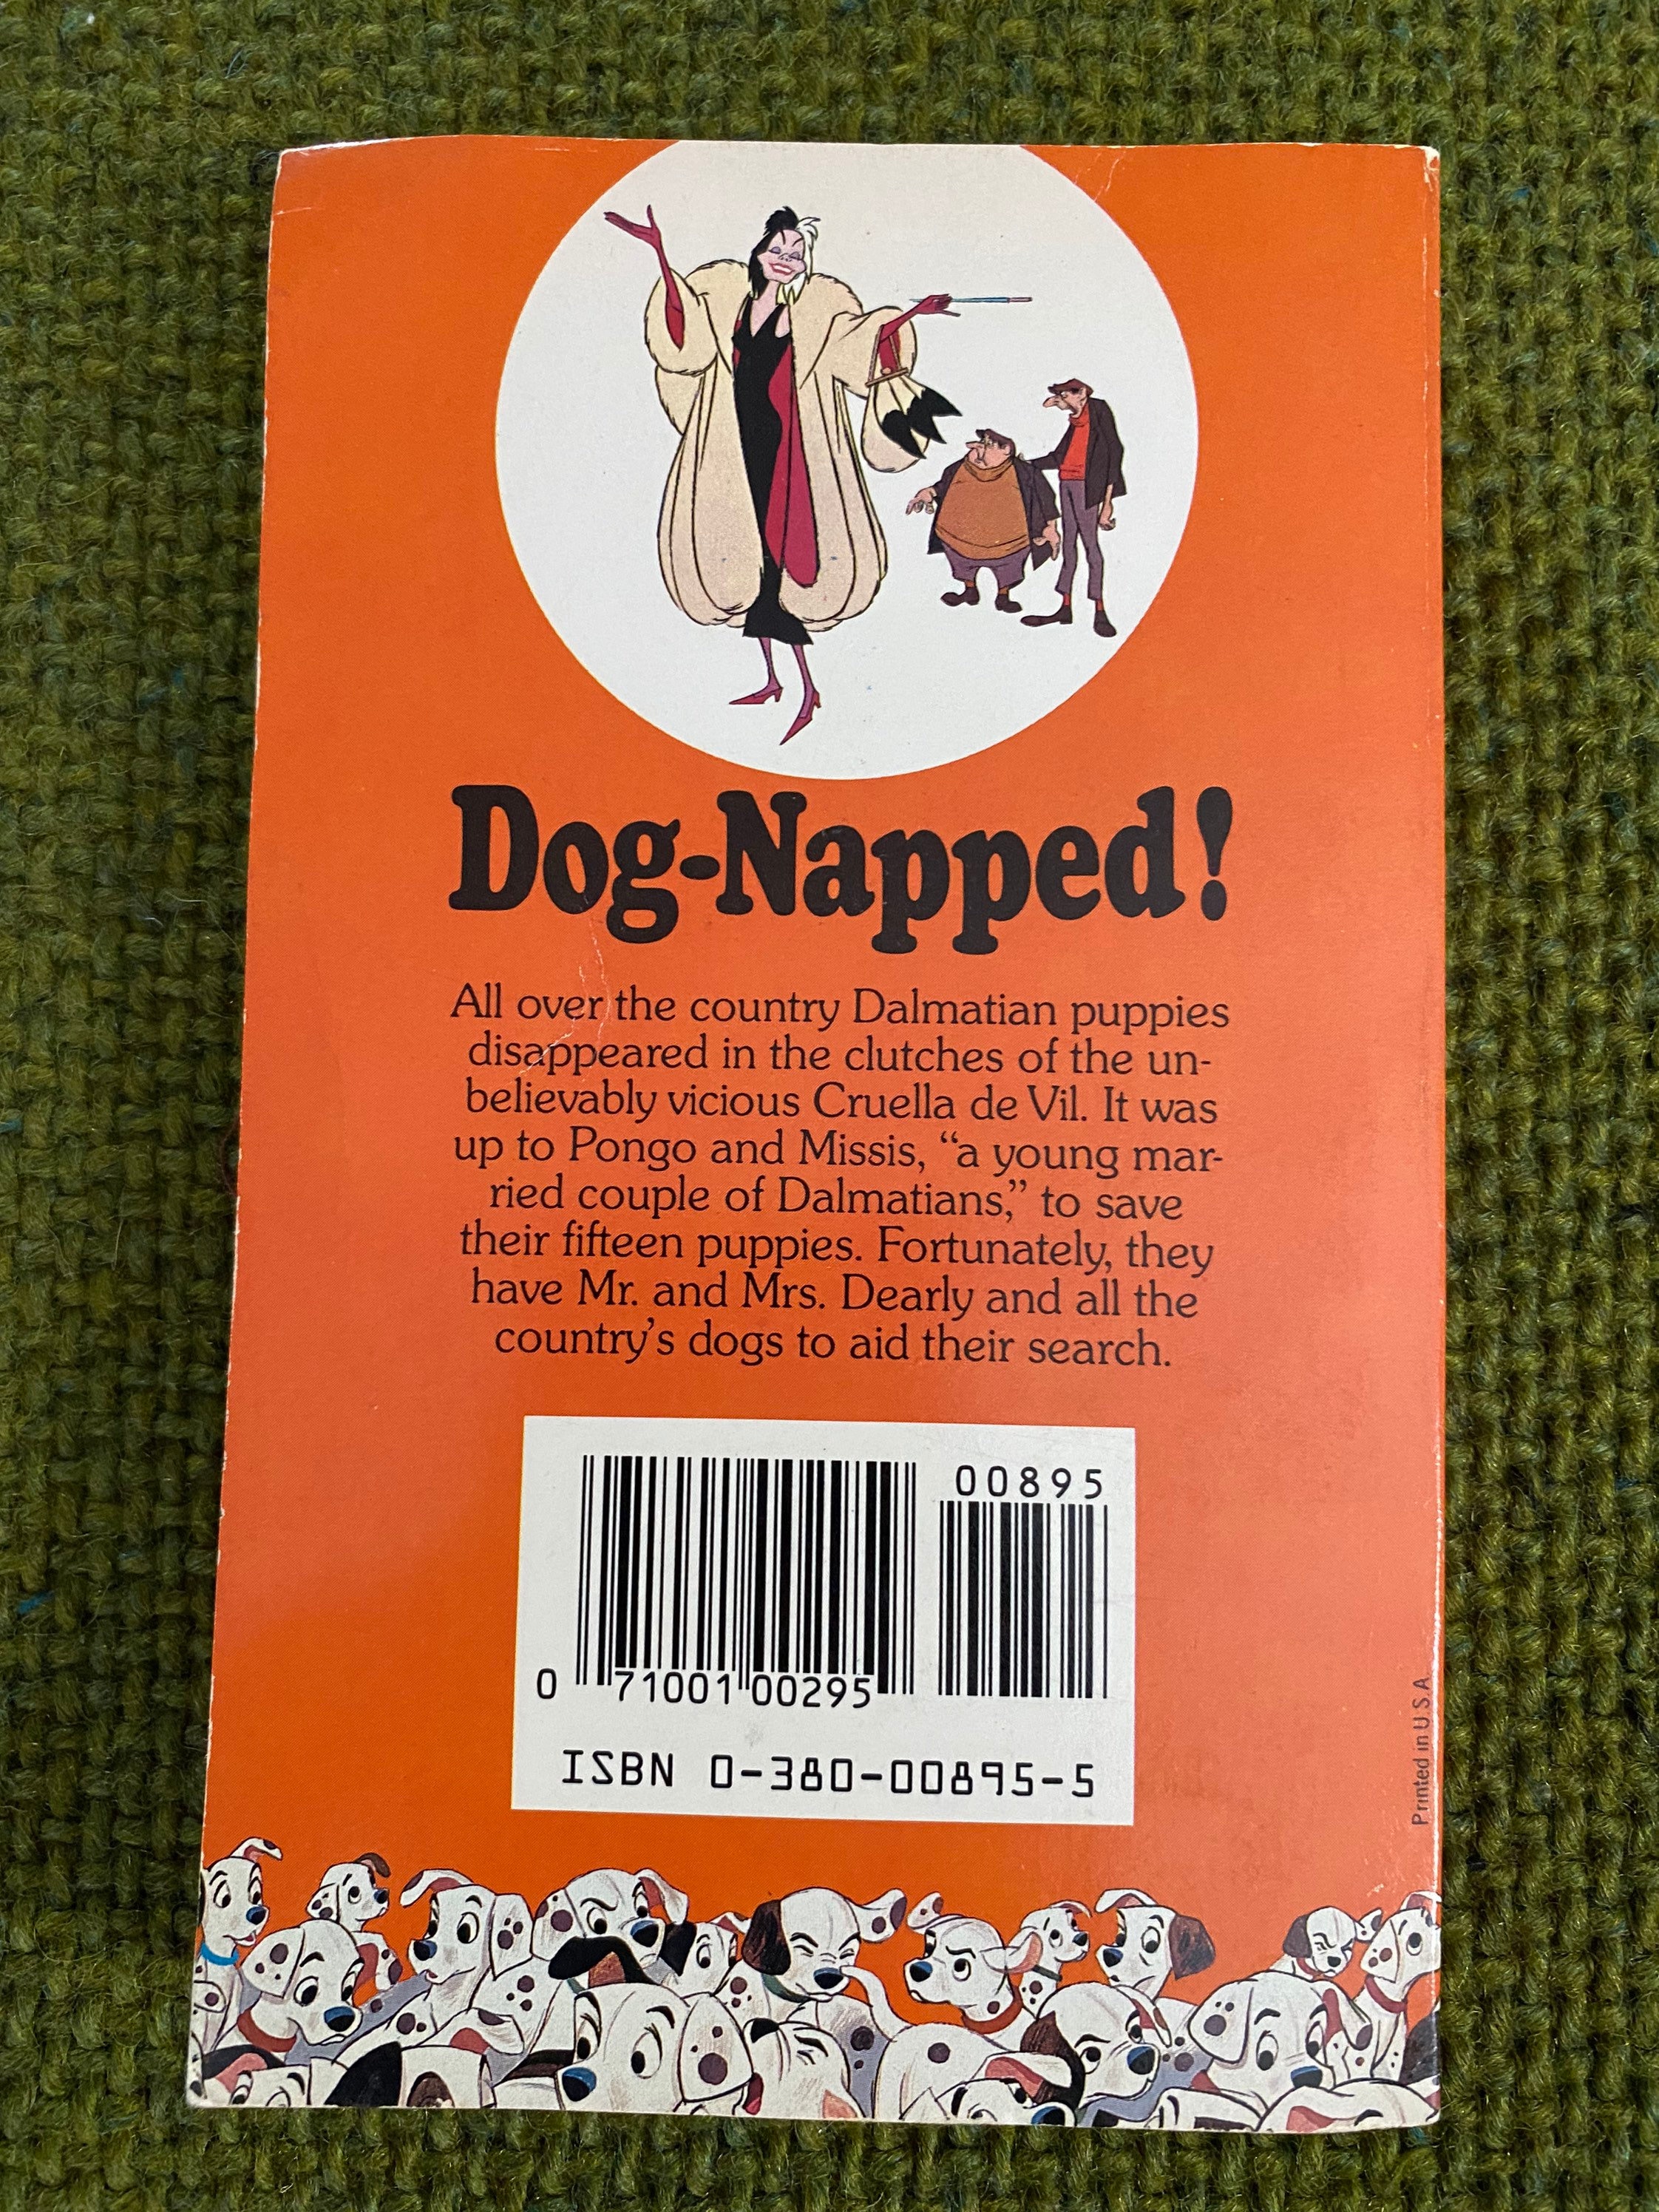 Dog-Napped!
All over the country Dalmatian puppies
disappeared in the clutches of the un-
believably vicious Cruella de Vil. It was
up to Pongo and Missis, “a young mar-
ried couple of Dalmatians,” to save
their fifteen puppies. Fortunately, they
have Mr. and Mrs. Dearly and all the
country’s dogs to aid their search.
00895
0 71001 00295
ISBN 0-380-00895-5
Printed in U.S.A.